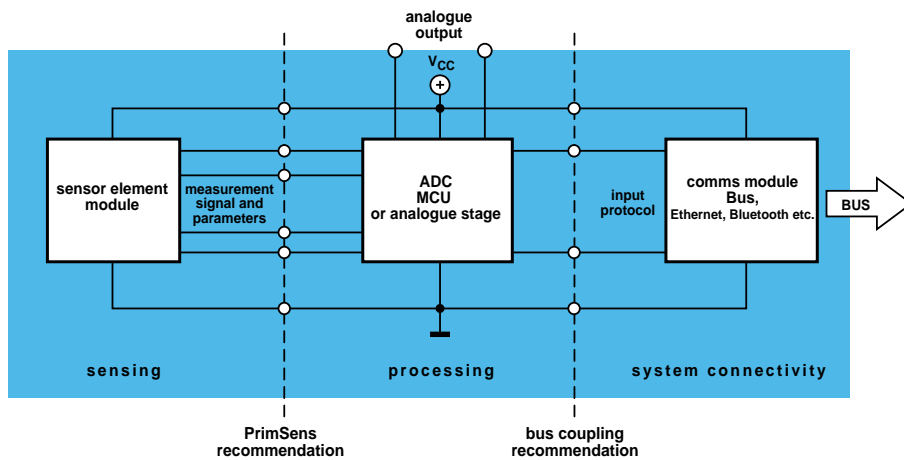 analogue
output
VCC
+
sensor element
module
measurement
signal and
parameters
ADC
MCU
or analogue stage
input
protocol
comms module
Bus,
Ethernet, Bluetooth etc.
BUS
sensing
processing
system connectivity
PrimSens
recommendation
bus coupling
recommendation